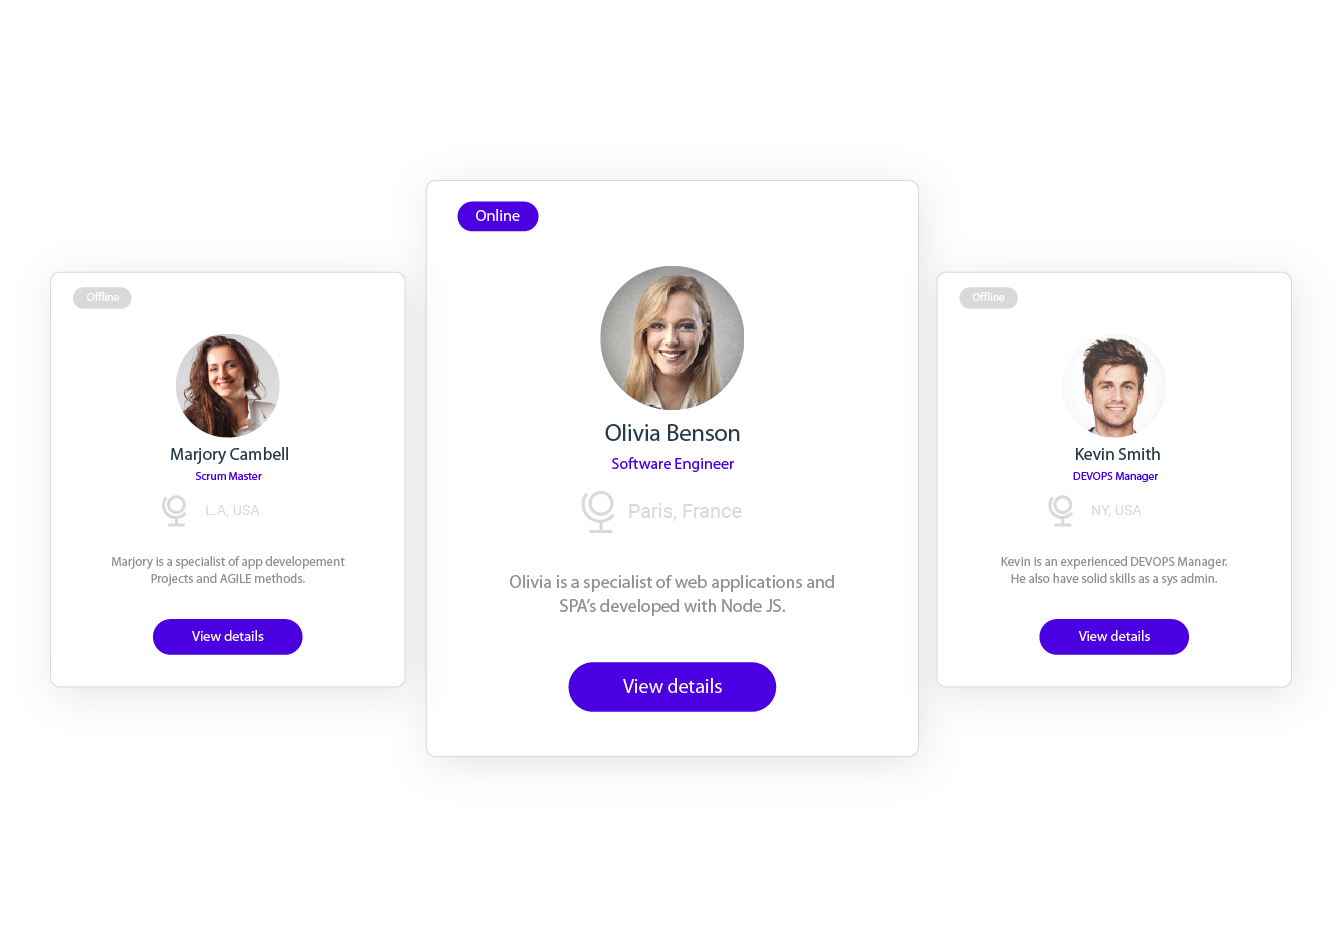 Offline
Marjory Cambell
Scrum Master
L.A, USA
Marjory is a specialist of app developement
Projects and AGILE methods.
View details
Online
Olivia Benson
Software Engineer
Paris, France
Olivia is a specialist of web applications and
SPA’s developed with Node JS.
View details
Offline
Kevin Smith
DEVOPS Manager
NY, USA
Kevin is an experienced DEVOPS Manager.
He also have solid skills as a sys admin.
View details